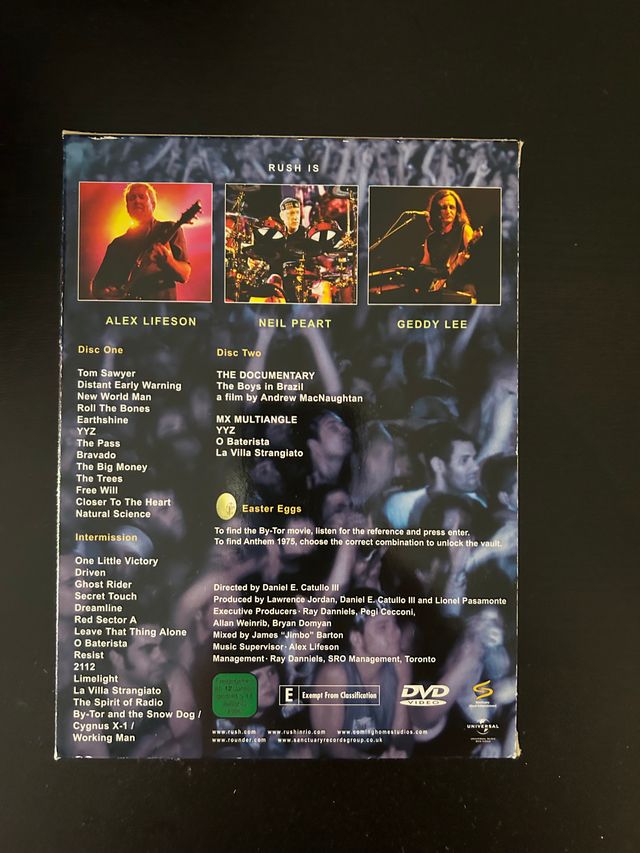 RUSH IS
ALEX LIFESON
NEIL PEART
GEDDY LEE
Disc One
Tom Sawyer
Distant Early Warning
New World Man
Roll The Bones
Earthshine
YYZ
The Pass
Bravado
The Big Money
The Trees
Free Will
Closer To The Heart
Natural Science
Intermission
One Little Victory
Driven
Ghost Rider
Secret Touch
Dreamline
Red Sector A
Leave That Thing Alone
O Baterista
Resist
2112
Limelight
La Villa Strangiato
The Spirit of Radio
By-Tor and the Snow Dog /
Cygnus X-1 /
Working Man
Disc Two
THE DOCUMENTARY
The Boys in Brazil
a film by Andrew MacNaughtan
MX MULTIANGLE
YYZ
O Baterista
La Villa Strangiato
Easter Eggs
To find the By-Tor movie, listen for the reference and press enter.
To find Anthem 1975, choose the correct combination to unlock the vault.
Directed by Daniel E. Catullo III
Produced by Lawrence Jordan, Daniel E. Catullo III and Lionel Pasamonte
Executive Producers · Ray Danniels, Pegi Cecconi,
Allan Weinrib, Bryan Domyan
Mixed by James "Jimbo" Barton
Music Supervisor · Alex Lifeson
Management · Ray Danniels, SRO Management, Toronto
E Exempt From Classification
DVD
VIDEO
UNIVERSAL
www.rush.com www.rushinrio.com www.cominghomestudios.com
www.rounder.com www.sanctuaryrecordsgroup.co.uk